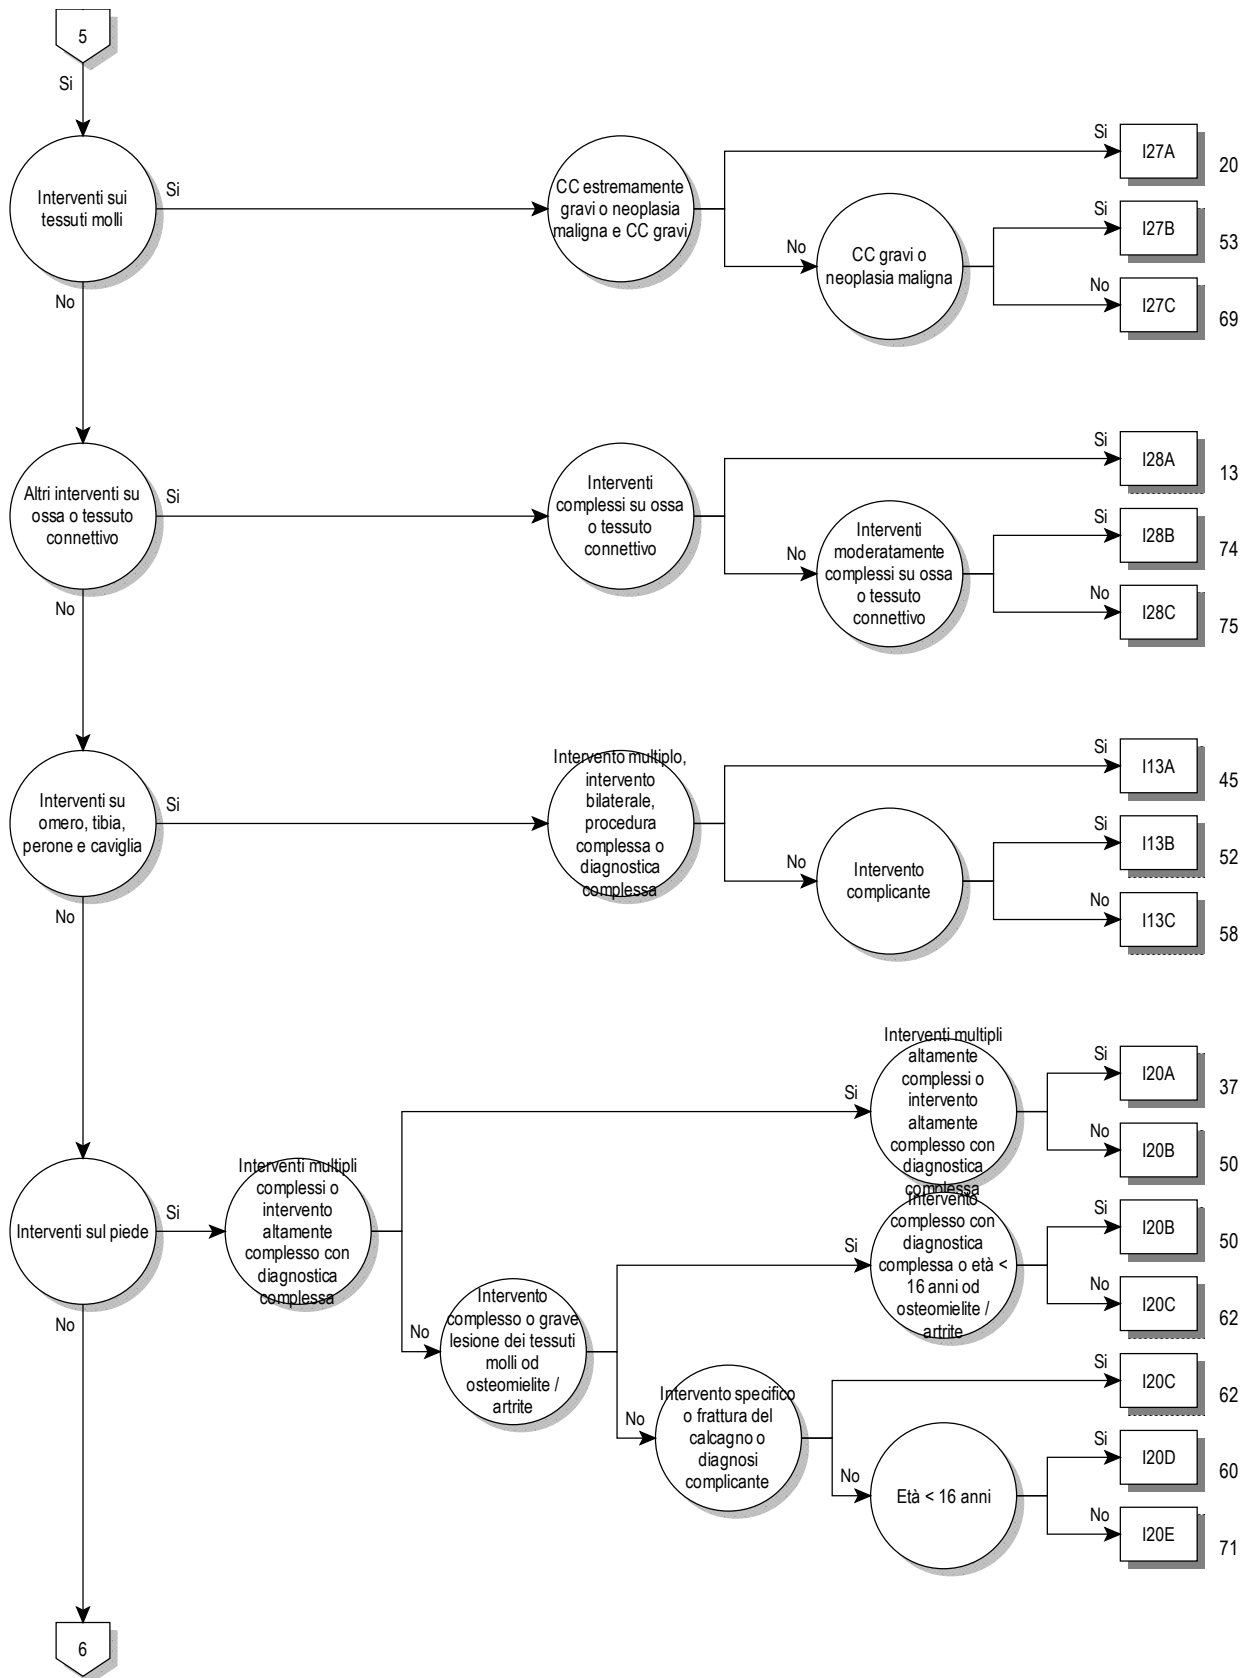 5
Si
Interventi sui
tessuti molli
Si
CC estremamente
gravi o neoplasia
maligna e CC gravi
Si
I27A
20
No
CC gravi o
neoplasia maligna
Si
I27B
53
No
I27C
69
No
Altri interventi su
ossa o tessuto
connettivo
Si
Interventi
complessi su ossa
o tessuto
connettivo
Si
I28A
13
No
Interventi
moderatamente
complessi su ossa
o tessuto
connettivo
Si
I28B
74
No
I28C
75
No
Interventi su
omero, tibia,
perone e caviglia
Si
Intervento multiplo,
intervento
bilaterale,
procedura
complessa o
diagnostica
complessa
Si
I13A
45
No
Intervento
complicante
Si
I13B
52
No
I13C
58
No
Interventi sul piede
Si
Interventi multipli
complessi o
intervento
altamente
complesso con
diagnostica
complessa
Si
Interventi multipli
altamente
complessi o
intervento
altamente
complesso con
diagnostica
complessa
Si
I20A
37
No
I20B
50
No
Intervento
complesso o grave
lesione dei tessuti
molli od
osteomielite /
artrite
Si
Intervento
complesso con
diagnostica
complessa o età <
16 anni od
osteomielite /
artrite
Si
I20B
50
No
I20C
62
No
Intervento specifico
o frattura del
calcagno o
diagnosi
complicante
Si
I20C
62
No
Età < 16 anni
Si
I20D
60
No
I20E
71
No
6